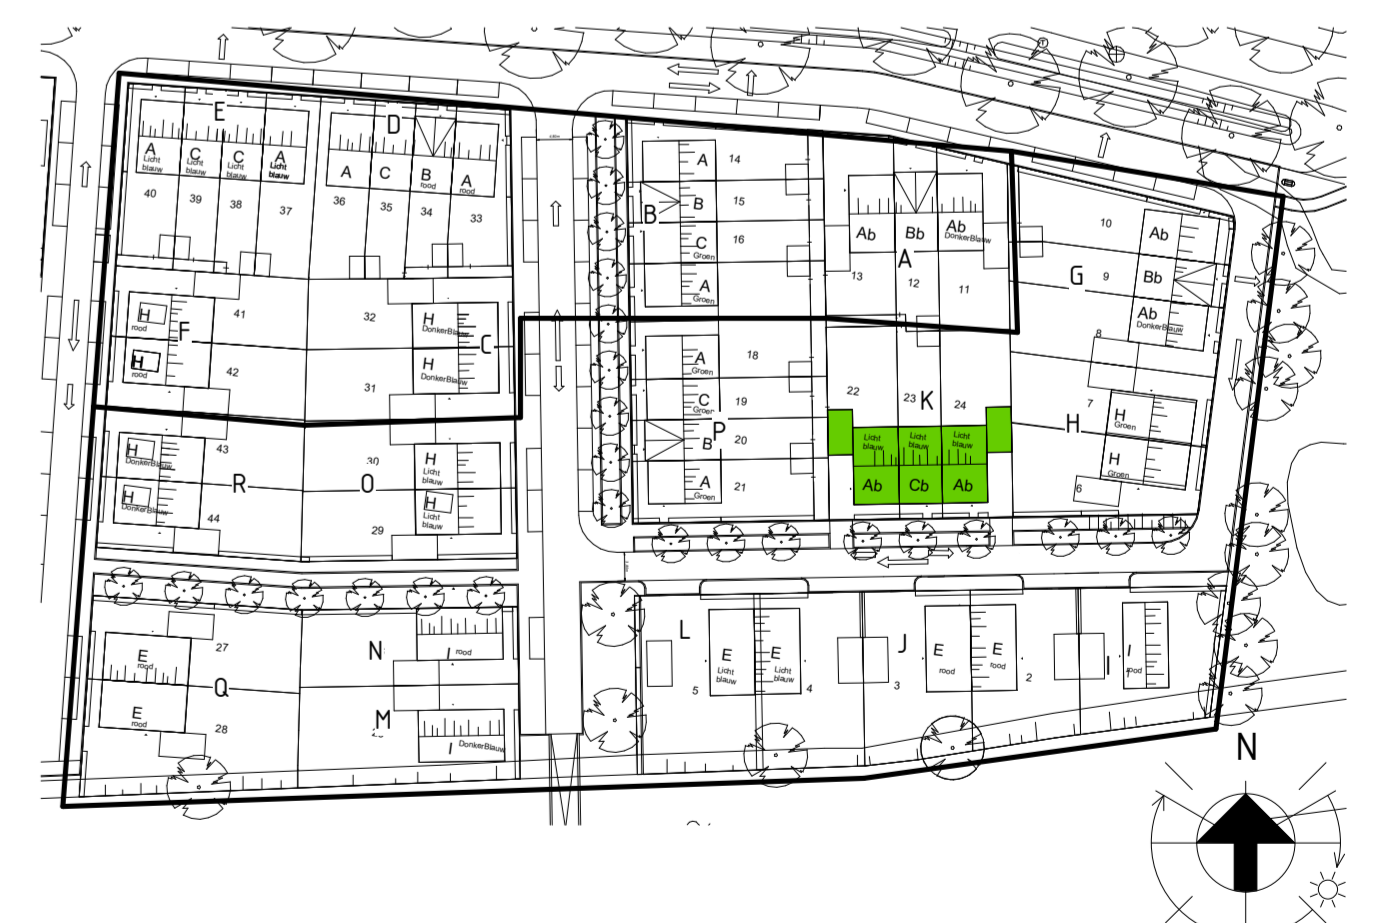 E
D
A
Licht
blauw
C
Licht
blauw
C
Licht
blauw
A
Licht
blauw
40
39
38
37
A
C
B
rood
A
rood
36
35
34
33
B
A
14
B
15
C
Groen
16
A
Groen
Ab
Bb
Ab
DonkerBlauw
A
13
12
11
G
10
9
8
Ab
Bb
Ab
DonkerBlauw
F
H
rood
H
rood
41
42
32
31
H
DonkerBlauw
H
DonkerBlauw
C
P
A
Groen
18
C
Groen
19
B
20
A
Groen
21
22
23
K
24
Licht
blauw
Licht
blauw
Licht
blauw
Ab
Cb
Ab
7
H
H
Groen
H
Groen
6
43
H
DonkerBlauw
H
DonkerBlauw
R
44
30
O
29
H
Licht
blauw
H
Licht
blauw
27
E
rood
Q
E
rood
28
N
I rood
M
I DonkerBlauw
L
E
Licht
blauw
E
Licht
blauw
5
4
J
E
rood
E
rood
3
2
I
I
rood
1
N